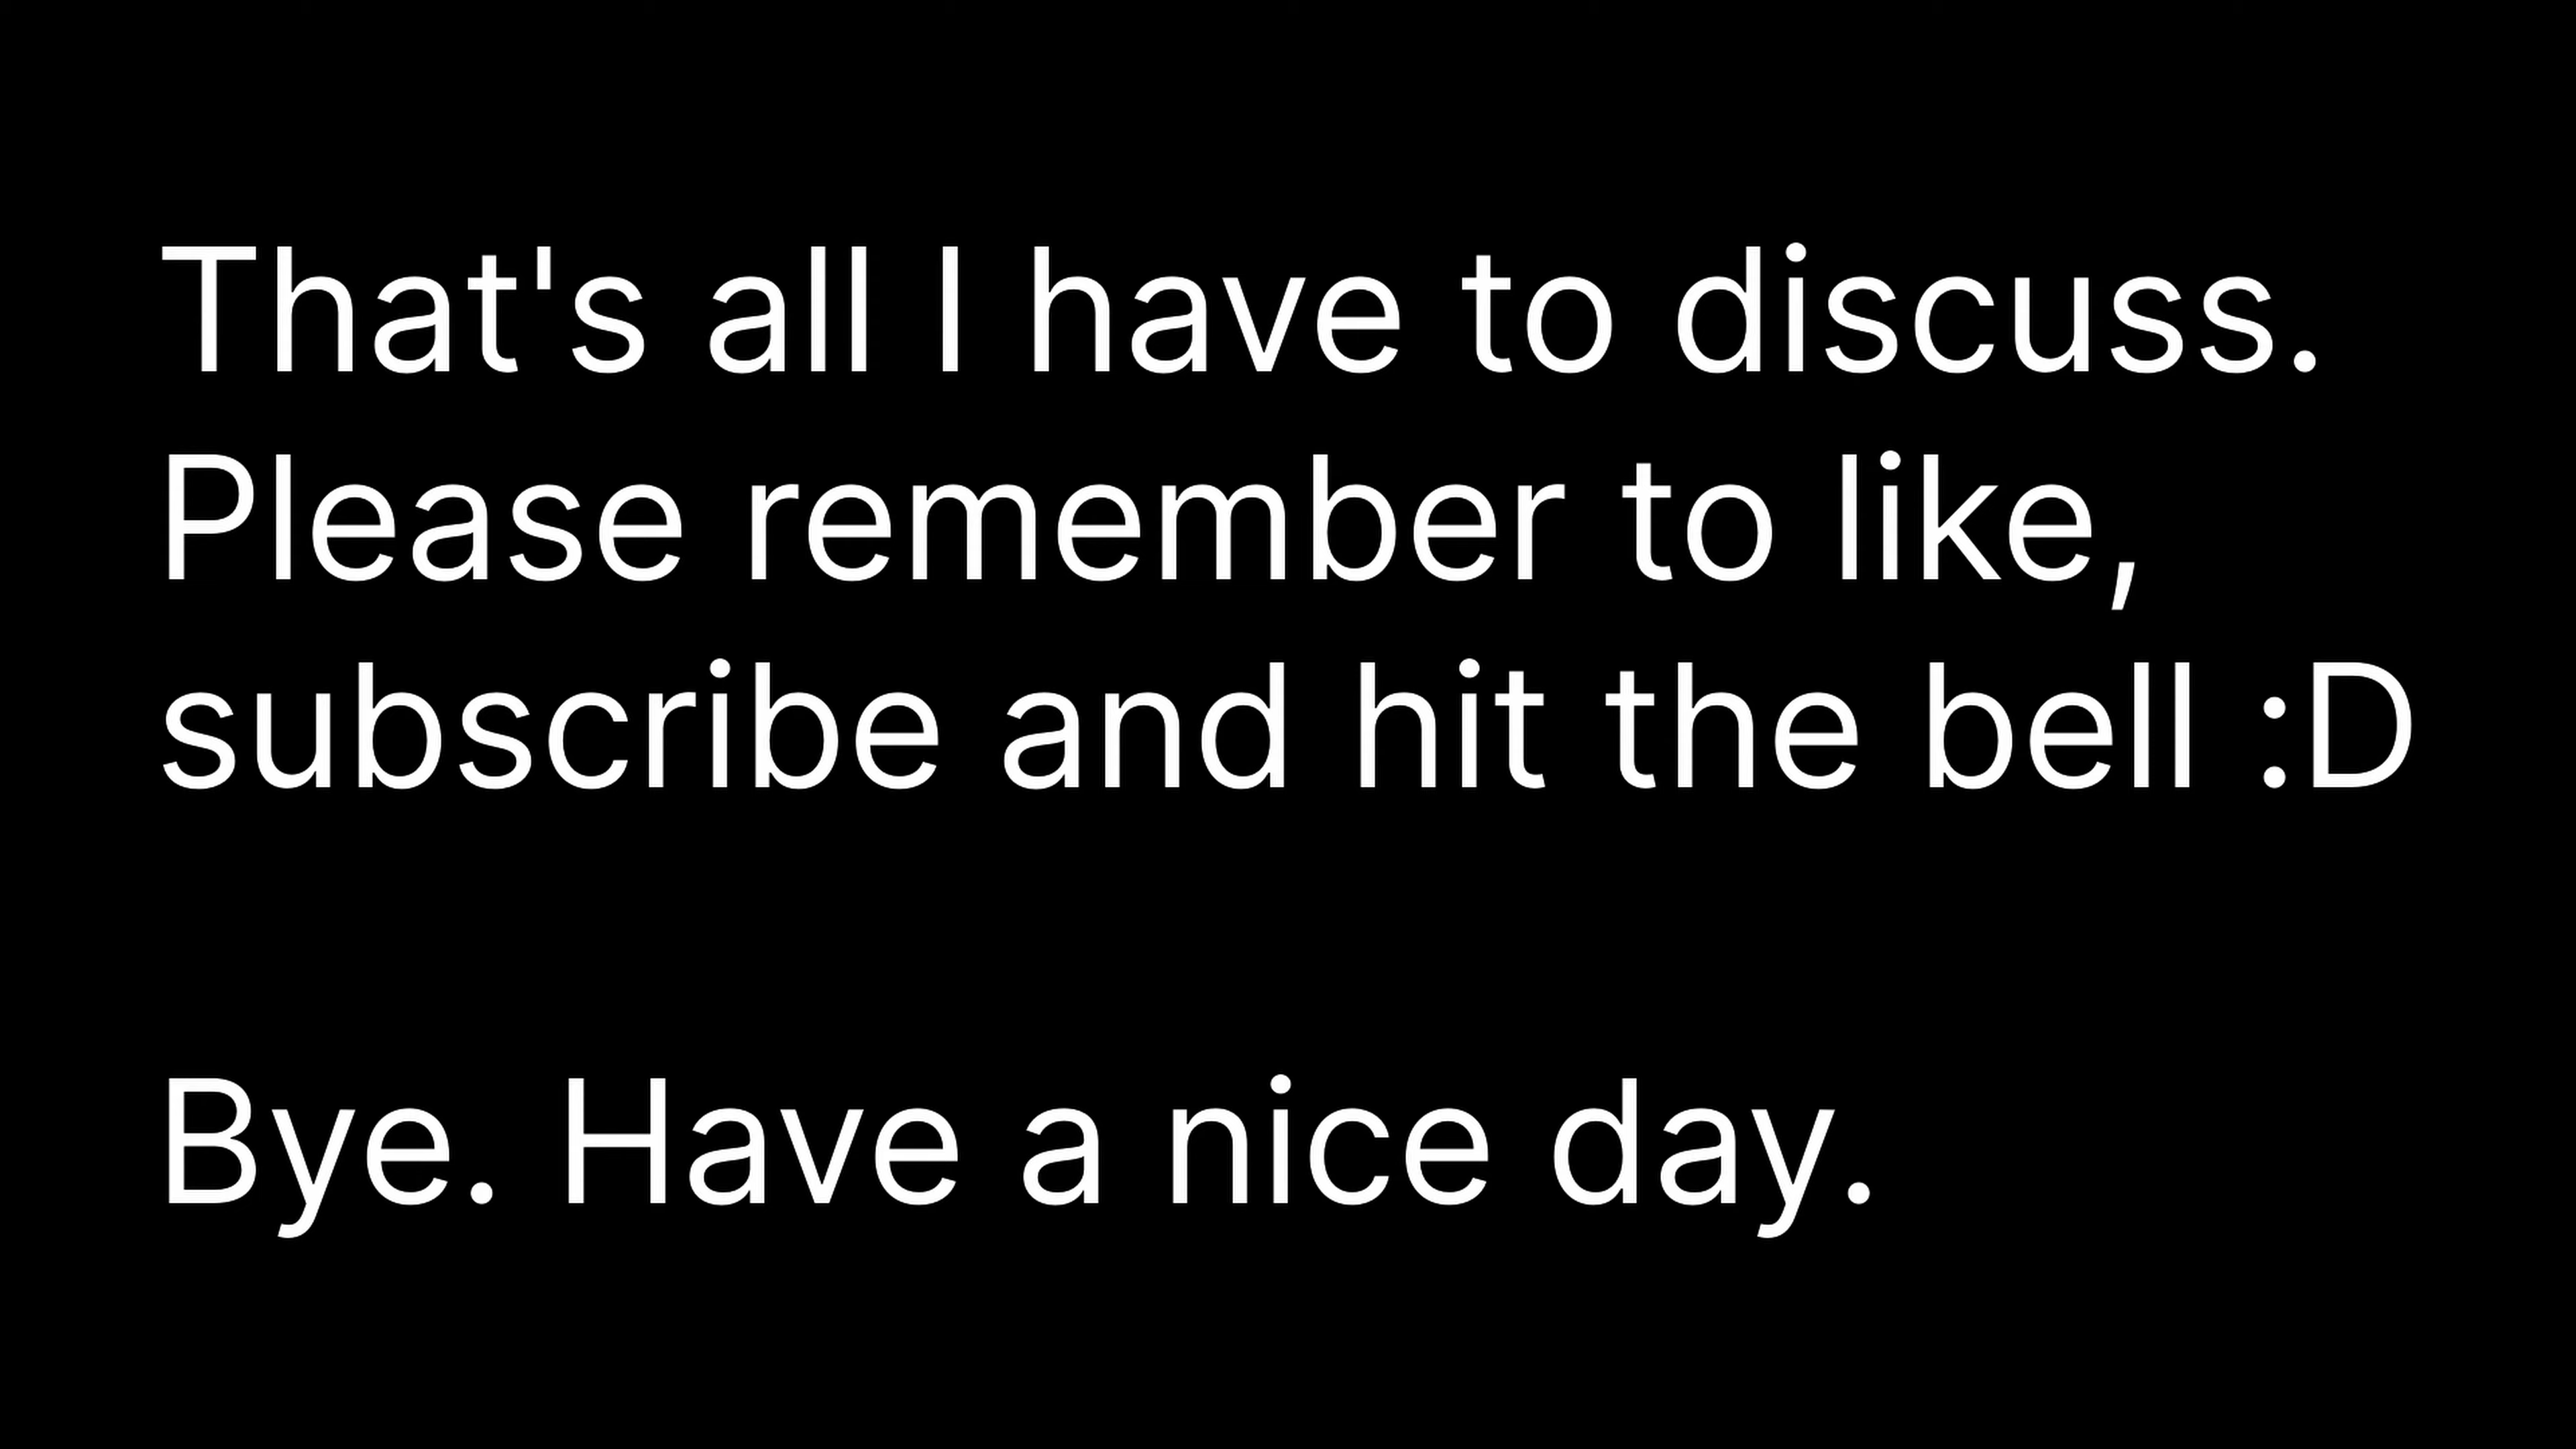 That's all I have to discuss.
Please remember to like,
subscribe and hit the bell :D
Bye. Have a nice day.